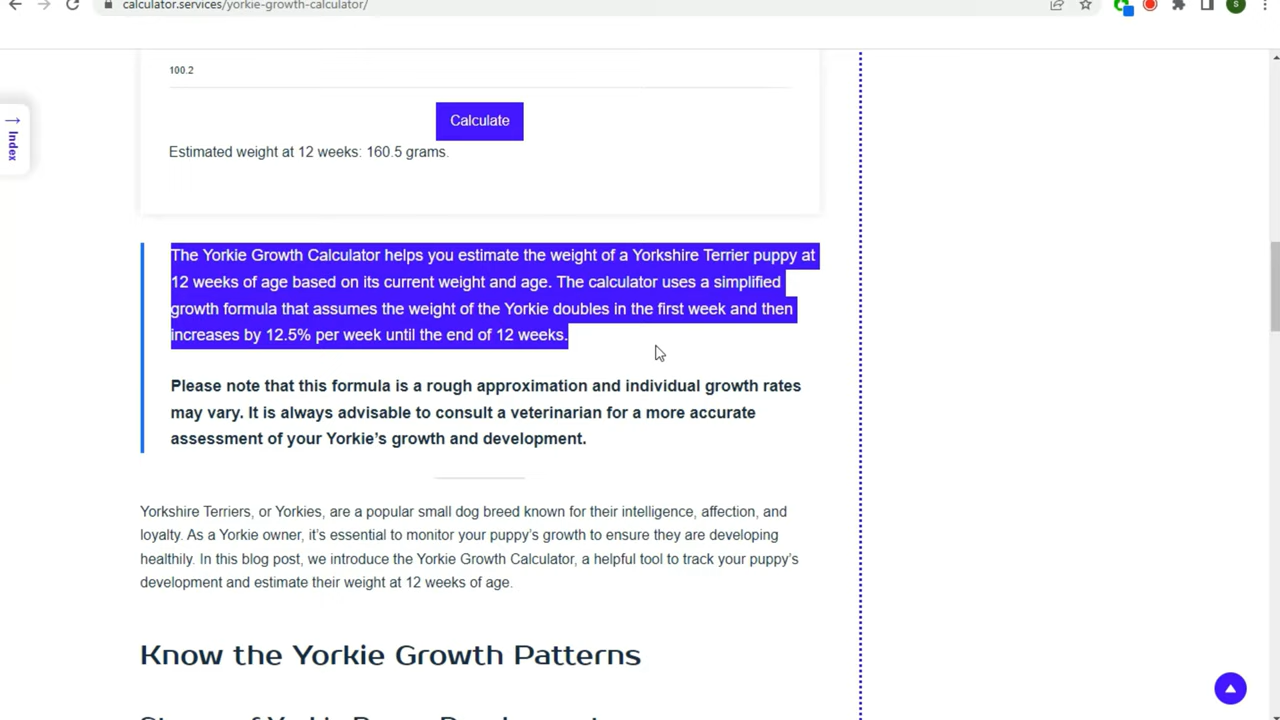 calculator.services/yorkie-growth-calculator/
S
100.2
Calculate
Estimated weight at 12 weeks: 160.5 grams.
Index
The Yorkie Growth Calculator helps you estimate the weight of a Yorkshire Terrier puppy at
12 weeks of age based on its current weight and age. The calculator uses a simplified
growth formula that assumes the weight of the Yorkie doubles in the first week and then
increases by 12.5% per week until the end of 12 weeks.
Please note that this formula is a rough approximation and individual growth rates
may vary. It is always advisable to consult a veterinarian for a more accurate
assessment of your Yorkie’s growth and development.
Yorkshire Terriers, or Yorkies, are a popular small dog breed known for their intelligence, affection, and
loyalty. As a Yorkie owner, it’s essential to monitor your puppy’s growth to ensure they are developing
healthily. In this blog post, we introduce the Yorkie Growth Calculator, a helpful tool to track your puppy’s
development and estimate their weight at 12 weeks of age.
Know the Yorkie Growth Patterns